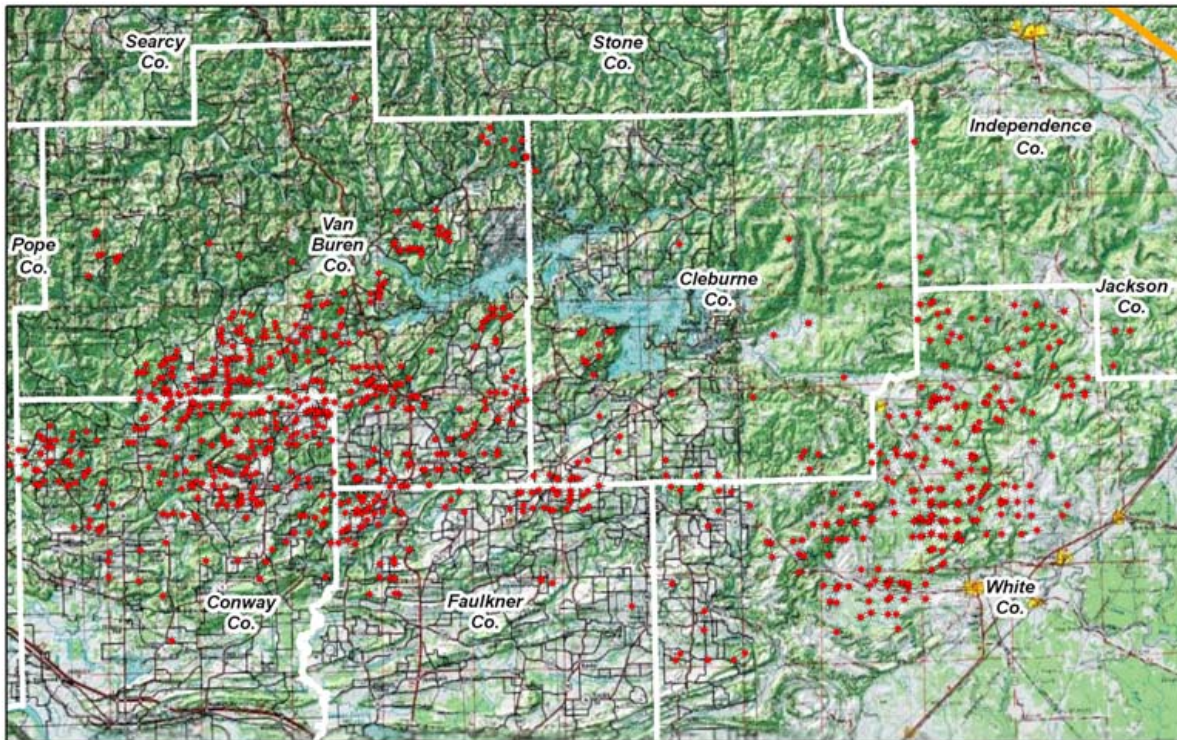 Searcy
Co.
Stone
Co.
Independence
Co.
Van
Buren
Co.
Pope
Co.
Cleburne
Co.
Jackson
Co.
Conway
Co.
Faulkner
Co.
White
Co.